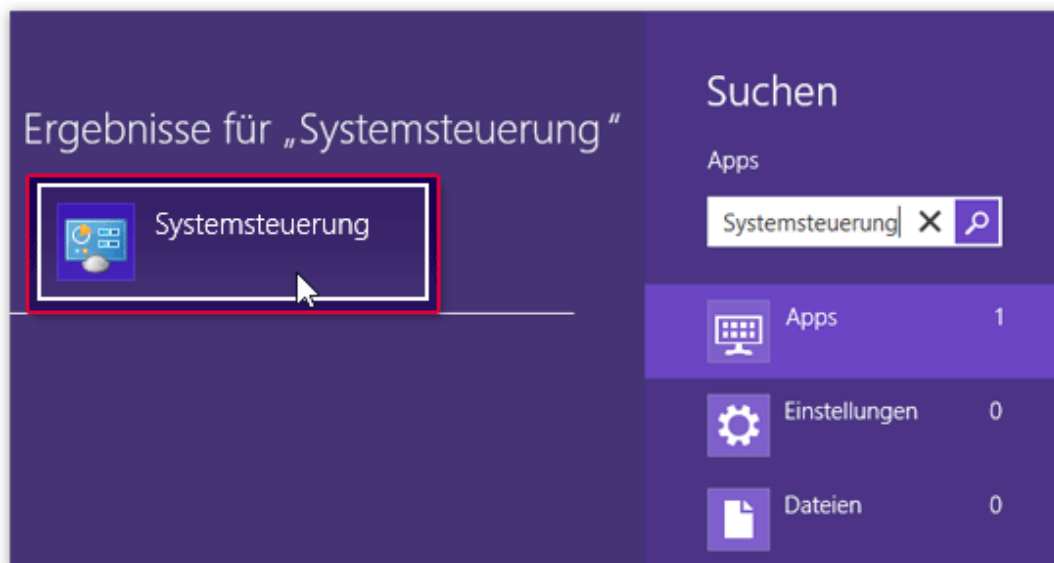 Ergebnisse für „Systemsteuerung“
Systemsteuerung
Suchen
Apps
Systemsteuerung
Apps 1
Einstellungen 0
Dateien 0